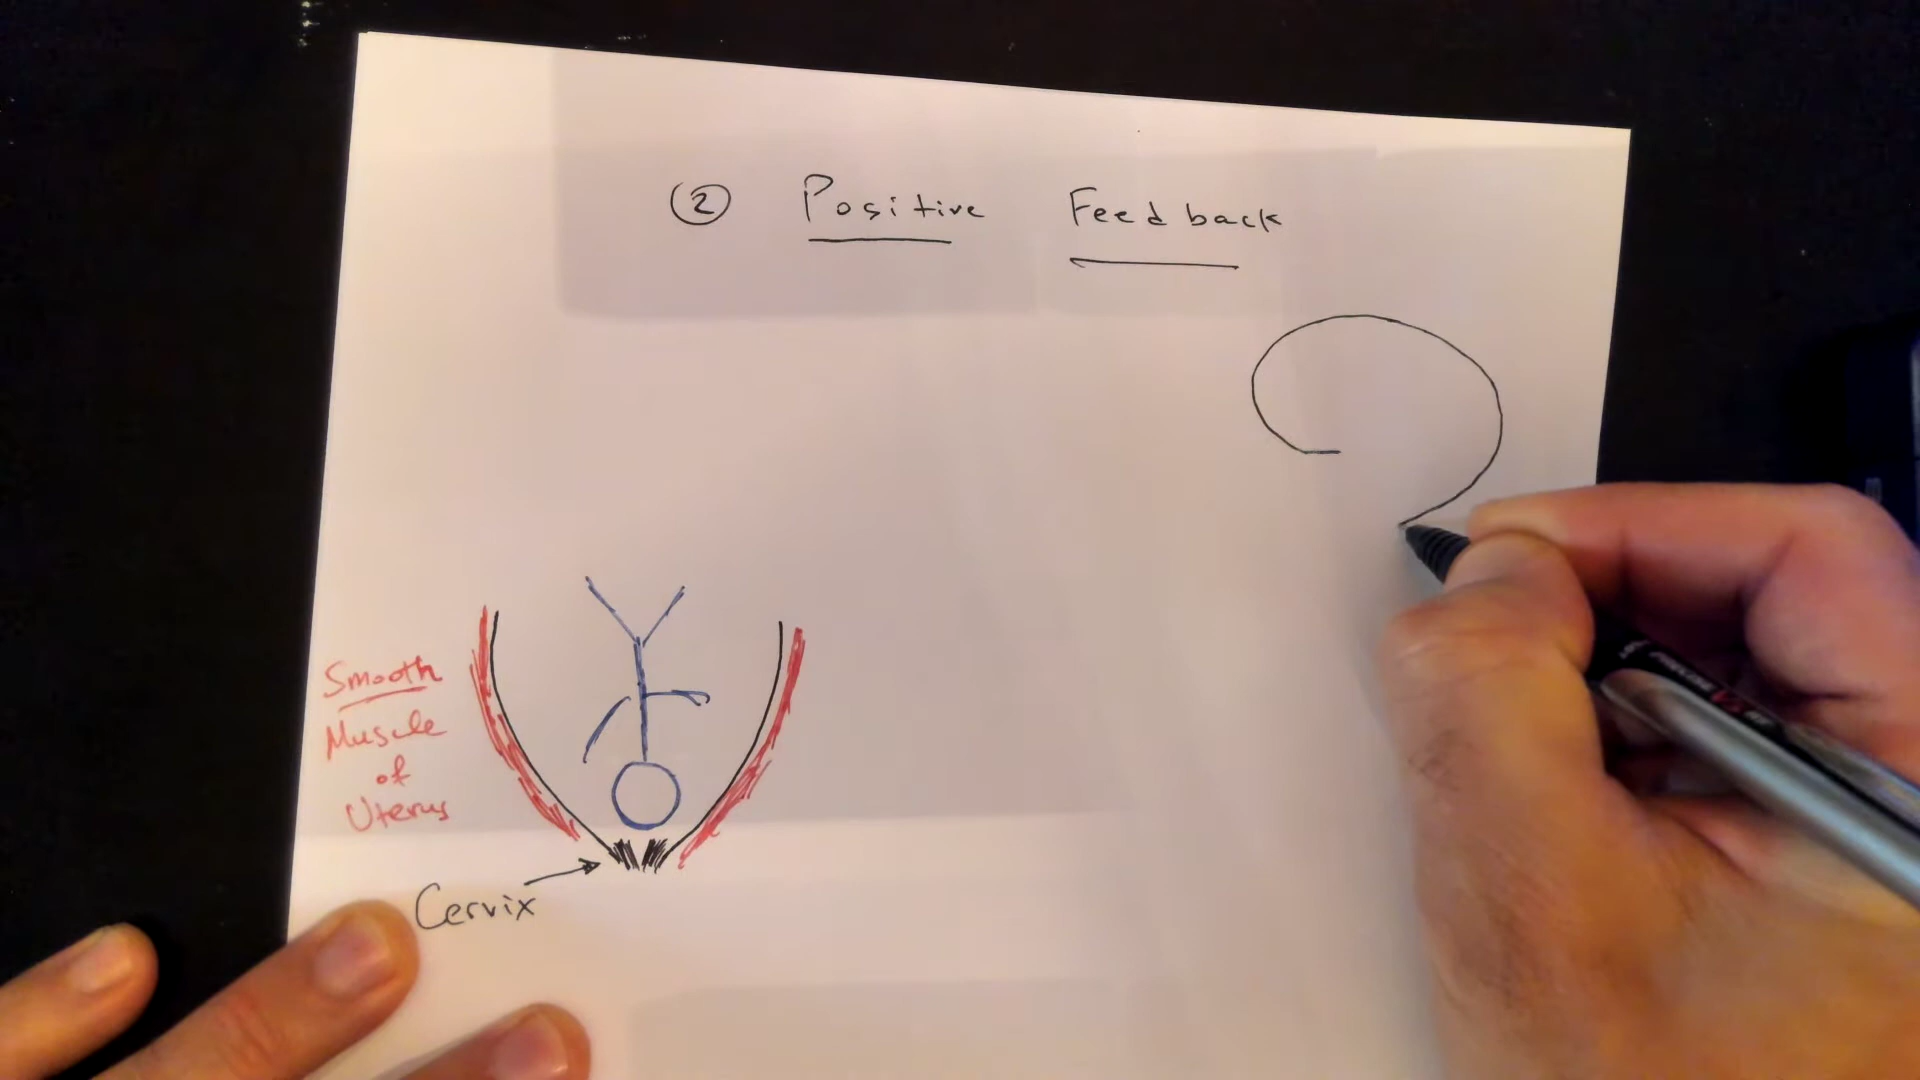 ② Positive Feedback
Smooth
Muscle
of
Uterus
Cervix